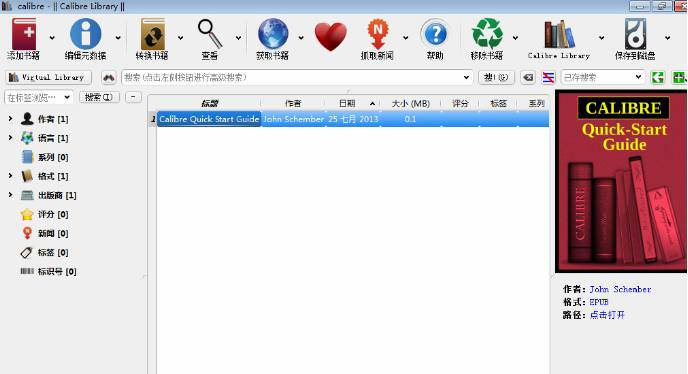 calibre - || Calibre Library ||
添加书籍 编辑元数据 转换书籍 查看 获取书籍 抓取新闻 帮助 移除书籍 Calibre Library 保存到磁盘
Virtual Library 搜索 (点击左侧按钮进行高级搜索) 搜! (G) 已存搜索
在标签浏览… 搜索 (I) -
标题 作者 日期 大小 (MB) 评分 标签 系列
1 Calibre Quick Start Guide John Schember 25 七月 2013 0.1
作者 [1]
语言 [1]
系列 [0]
格式 [1]
出版商 [1]
评分 [0]
新闻 [0]
标签 [0]
标识号 [0]
CALIBRE
Quick-Start
Guide
CALIBRE
作者: John Schember
格式: EPUB
路径: 点击打开